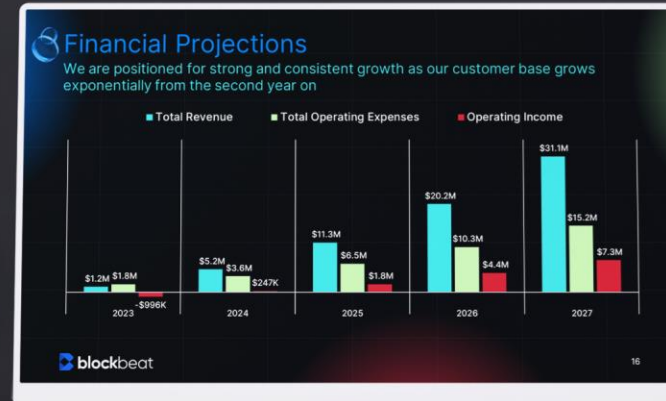 Financial Projections
We are positioned for strong and consistent growth as our customer base grows
exponentially from the second year on
Total Revenue Total Operating Expenses Operating Income
$31.1M
$20.2M
$15.2M
$11.3M
$10.3M
$7.3M
$6.5M
$5.2M
$4.4M
$3.6M
$1.2M $1.8M
$247K
$1.8M
-$996K
2023 2024 2025 2026 2027
blockbeat
16